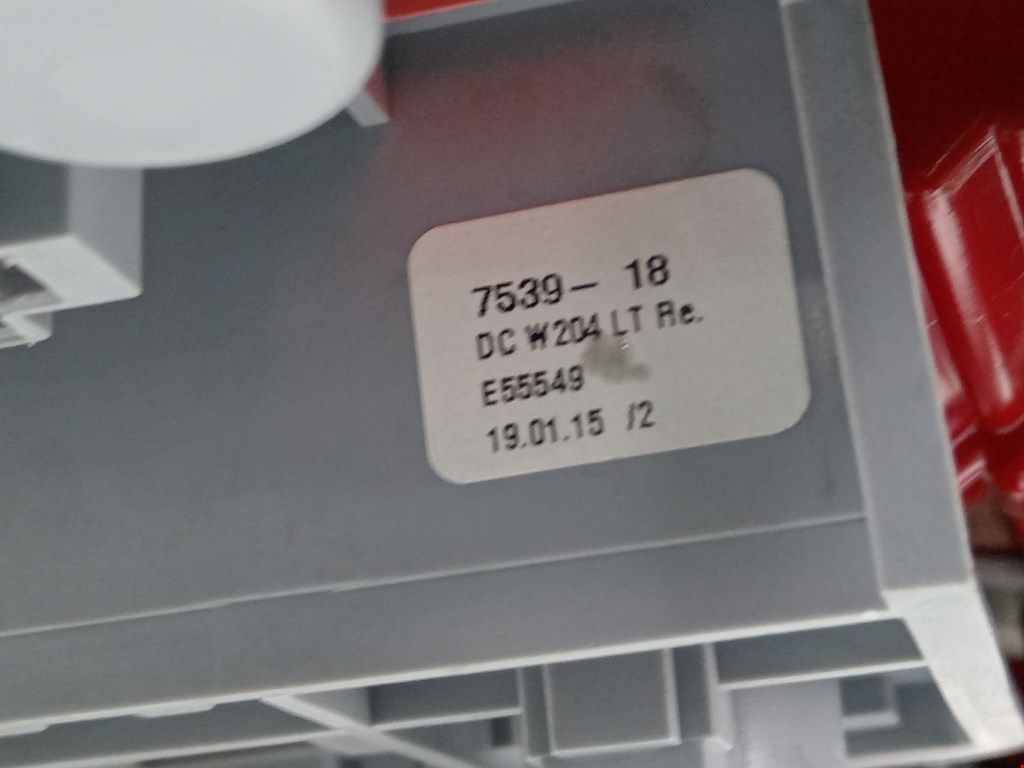 7539- 18
DC W204 LT Re.
E55549
19.01.15 /2